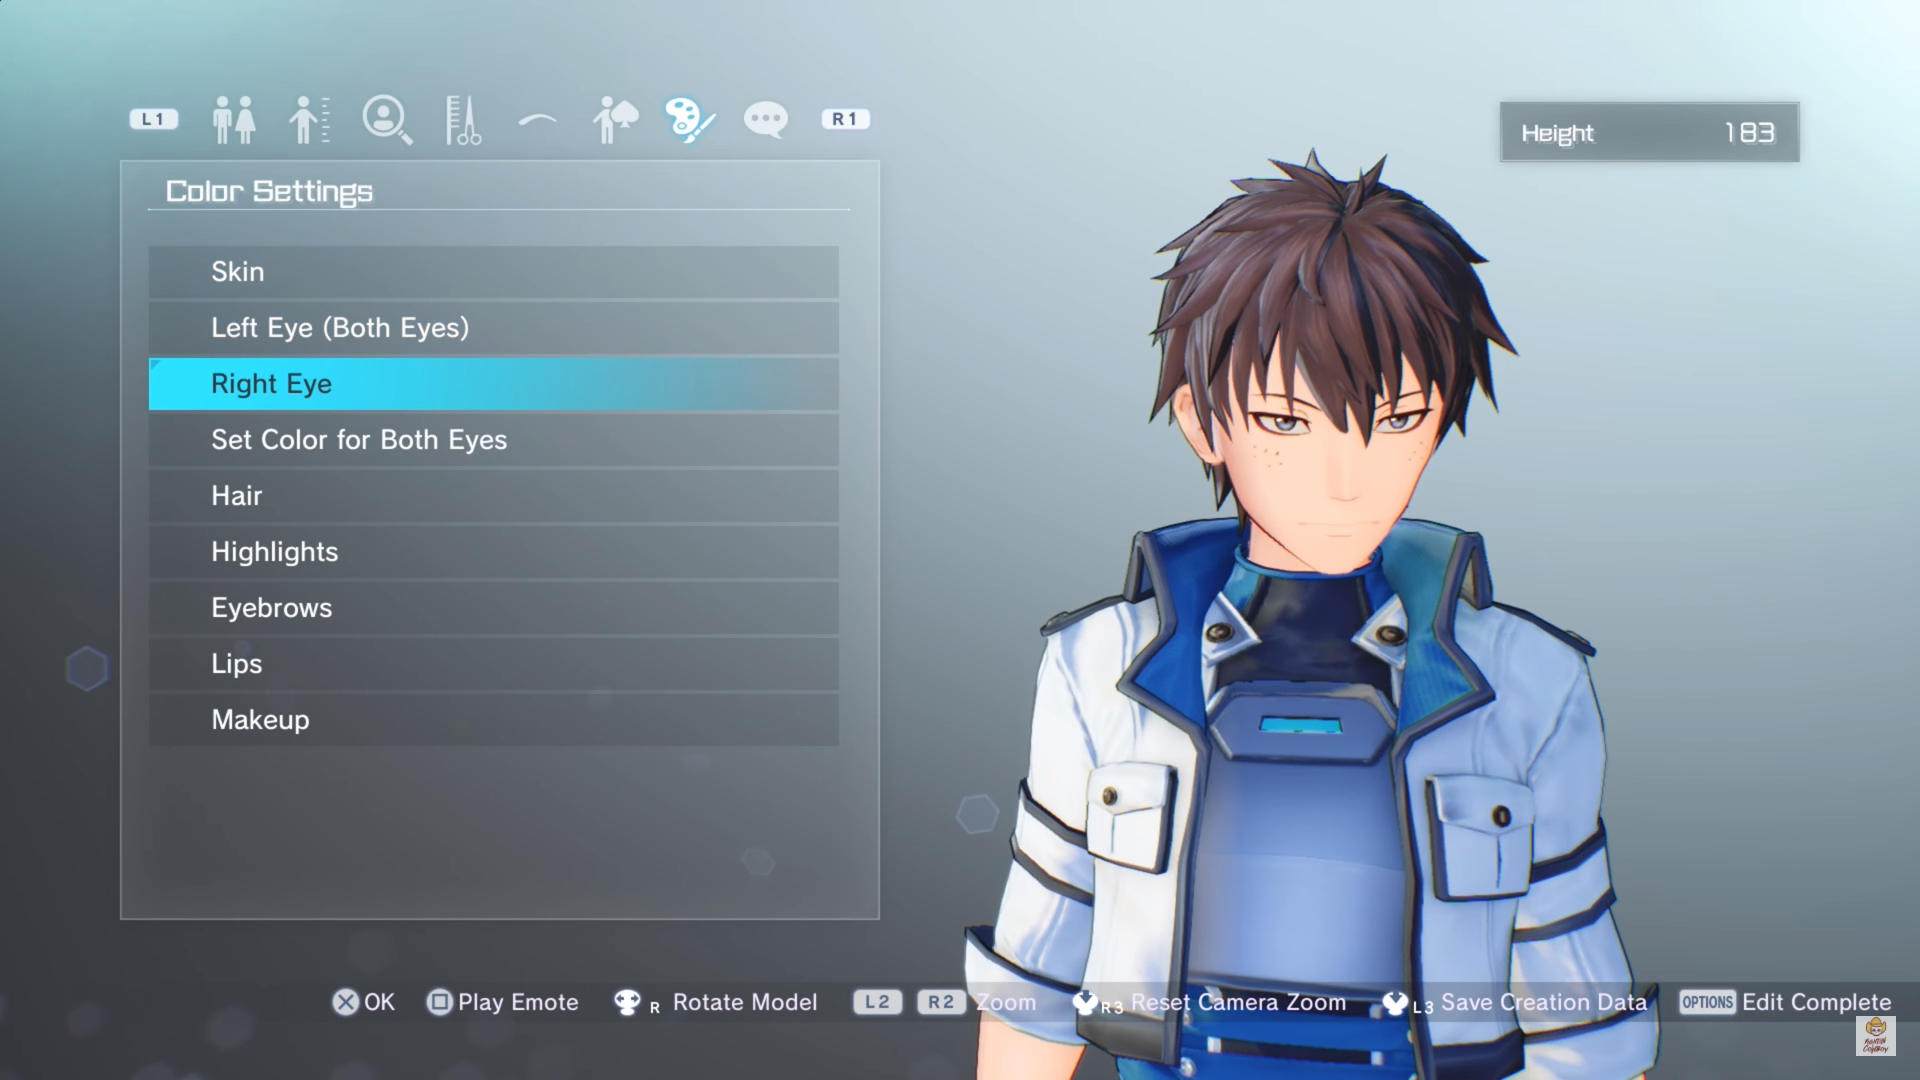 L1
R1
Height 183
Color Settings
Skin
Left Eye (Both Eyes)
Right Eye
Set Color for Both Eyes
Hair
Highlights
Eyebrows
Lips
Makeup
OK Play Emote R Rotate Model L2 R2 Zoom R3 Reset Camera Zoom L3 Save Creation Data OPTIONS Edit Complete